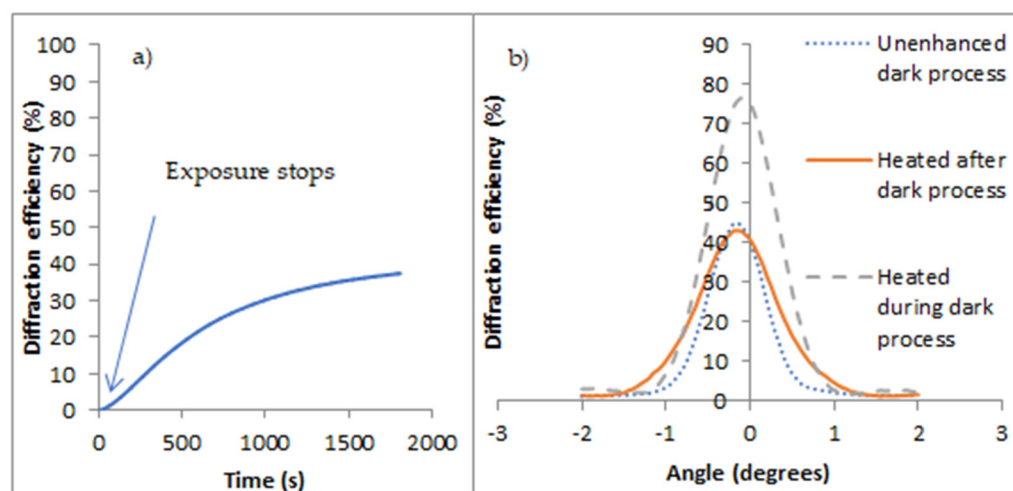 a)
Diffraction efficiency (%)
100
90
80
70
60
50
40
30
20
10
0
Exposure stops
0 500 1000 1500 2000
Time (s)
b)
Diffraction efficiency (%)
90
80
70
60
50
40
30
20
10
0
-3 -2 -1 0 1 2 3
Angle (degrees)
Unenhanced
dark process
Heated after
dark process
Heated
during dark
process